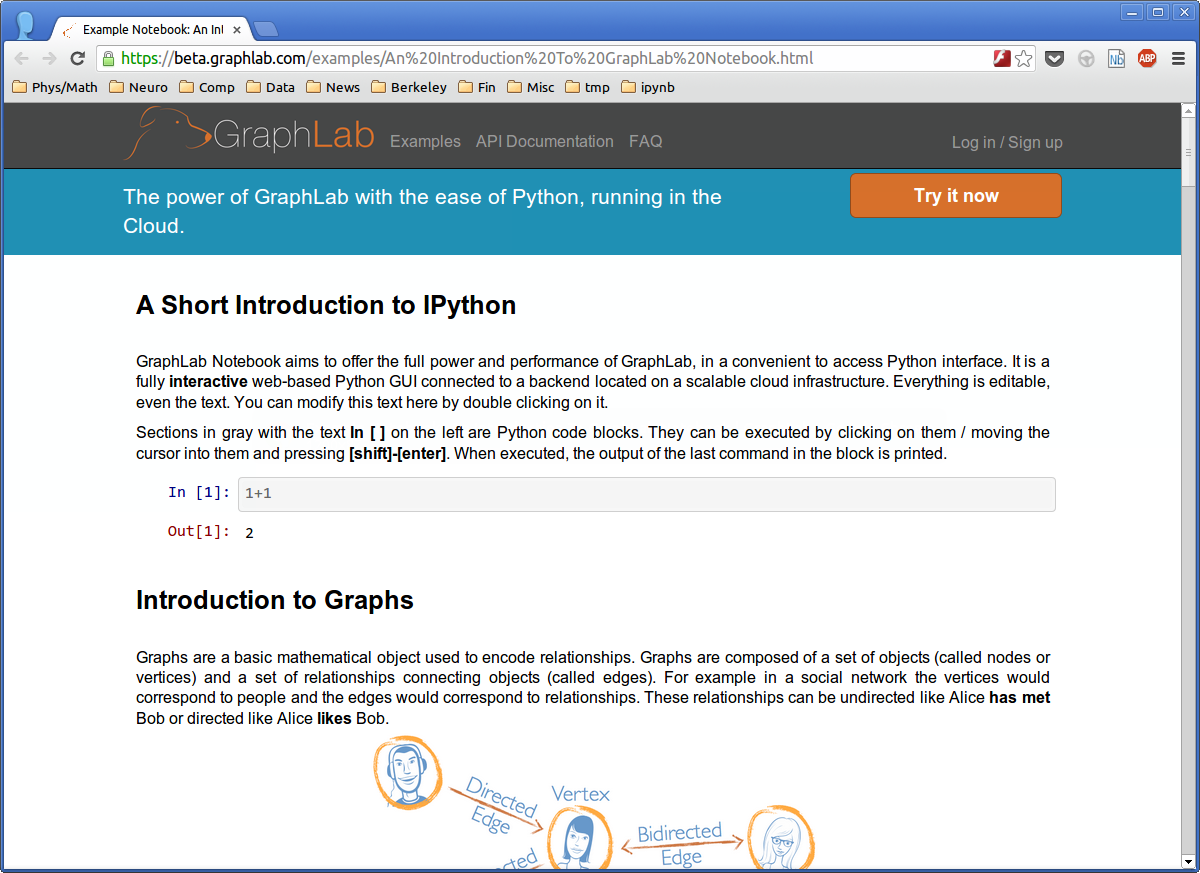 Example Notebook: An Int
https://beta.graphlab.com/examples/An%20Introduction%20To%20GraphLab%20Notebook.html
Nb
ABP
Phys/Math Neuro Comp Data News Berkeley Fin Misc tmp ipynb
GraphLab Examples API Documentation FAQ Log in / Sign up
The power of GraphLab with the ease of Python, running in the
Cloud.
Try it now
A Short Introduction to IPython
GraphLab Notebook aims to offer the full power and performance of GraphLab, in a convenient to access Python interface. It is a
fully interactive web-based Python GUI connected to a backend located on a scalable cloud infrastructure. Everything is editable,
even the text. You can modify this text here by double clicking on it.
Sections in gray with the text In [ ] on the left are Python code blocks. They can be executed by clicking on them / moving the
cursor into them and pressing [shift]-[enter]. When executed, the output of the last command in the block is printed.
In [1]: 1+1
Out[1]: 2
Introduction to Graphs
Graphs are a basic mathematical object used to encode relationships. Graphs are composed of a set of objects (called nodes or
vertices) and a set of relationships connecting objects (called edges). For example in a social network the vertices would
correspond to people and the edges would correspond to relationships. These relationships can be undirected like Alice has met
Bob or directed like Alice likes Bob.
Directed
Edge
Vertex
Bidirected
Edge